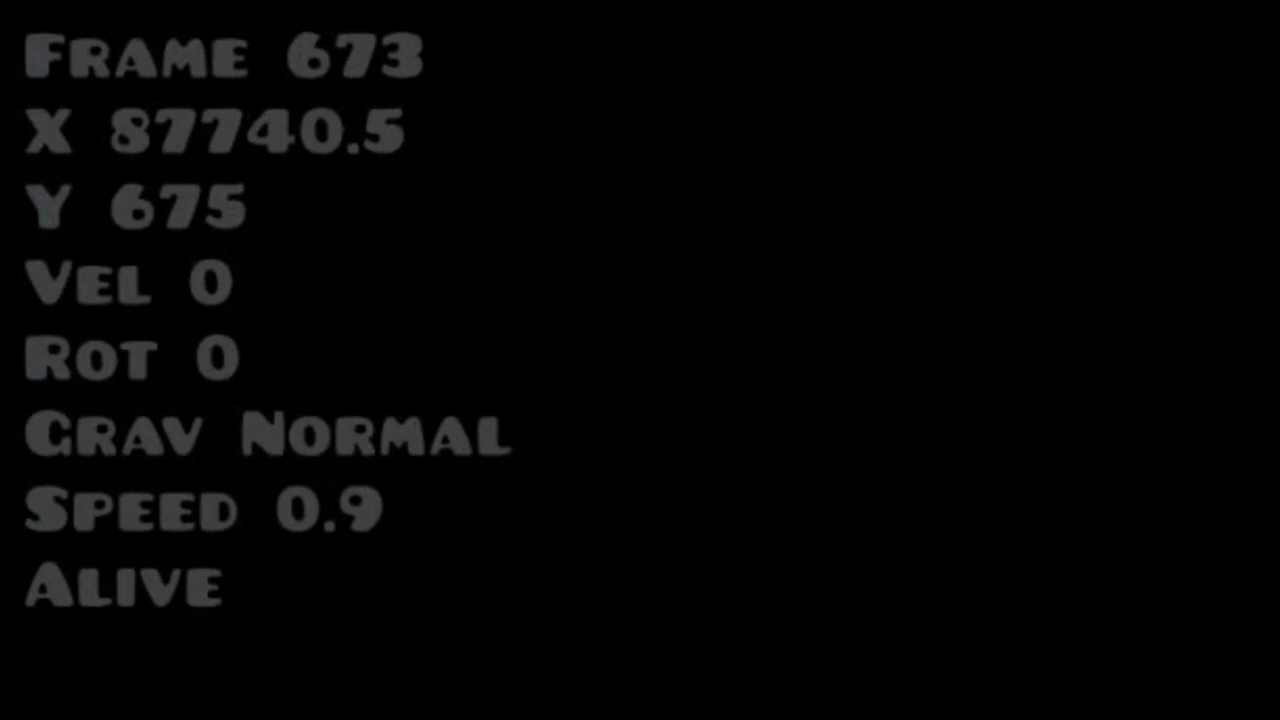 Frame 673
X 87740.5
Y 675
Vel 0
Rot 0
Grav Normal
Speed 0.9
Alive